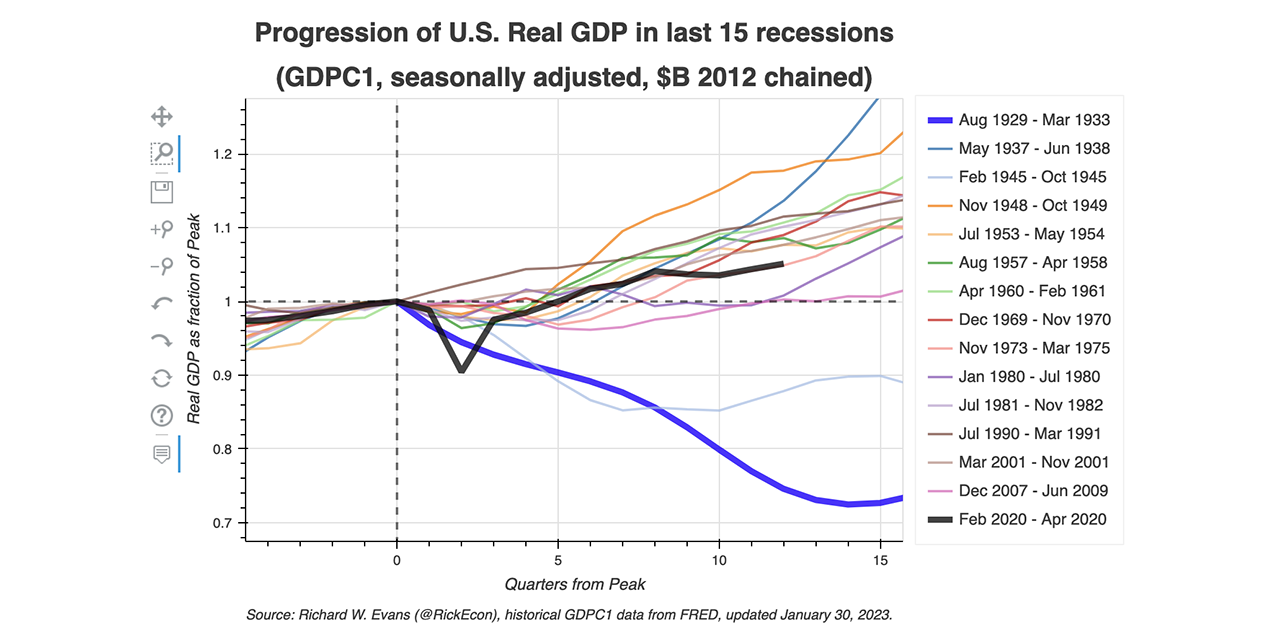 Progression of U.S. Real GDP in last 15 recessions
(GDPC1, seasonally adjusted, $B 2012 chained)
Real GDP as fraction of Peak
1.2
1.1
1
0.9
0.8
0.7
0
5
10
15
Quarters from Peak
Aug 1929 - Mar 1933
May 1937 - Jun 1938
Feb 1945 - Oct 1945
Nov 1948 - Oct 1949
Jul 1953 - May 1954
Aug 1957 - Apr 1958
Apr 1960 - Feb 1961
Dec 1969 - Nov 1970
Nov 1973 - Mar 1975
Jan 1980 - Jul 1980
Jul 1981 - Nov 1982
Jul 1990 - Mar 1991
Mar 2001 - Nov 2001
Dec 2007 - Jun 2009
Feb 2020 - Apr 2020
Source: Richard W. Evans (@RickEcon), historical GDPC1 data from FRED, updated January 30, 2023.